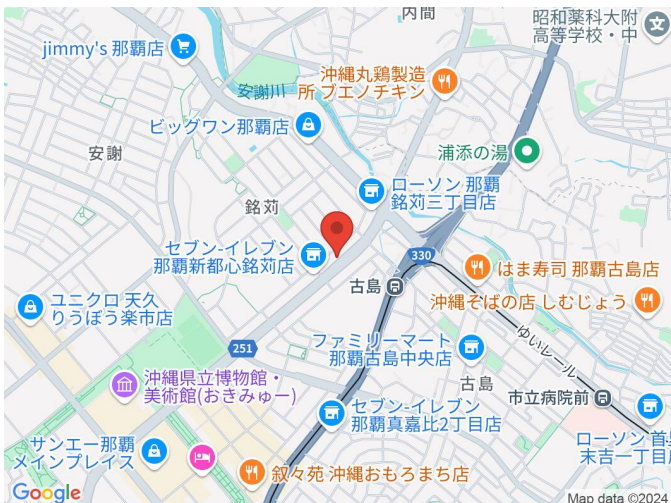 内間
昭和薬科大附
高等学校・中
jimmy's 那覇店
沖縄丸鶏製造
所 ブエノチキン
安謝川
ビッグワン那覇店
安謝
浦添の湯
ローソン 那覇
銘苅三丁目店
銘苅
セブン-イレブン
那覇新都心銘苅店
330
はま寿司 那覇古島店
古島
沖縄そばの店 しむじょう
ユニクロ 天久
りうぼう楽市店
ゆいレール
251
ファミリーマート
那覇古島中央店
沖縄県立博物館・
美術館(おきみゅー)
古島
市立病院前
セブン-イレブン
那覇真嘉比2丁目店
サンエー那覇
メインプレイス
ローソン 首里
末吉一丁目店
叙々苑 沖縄おもろまち店
Google
Map data ©2024